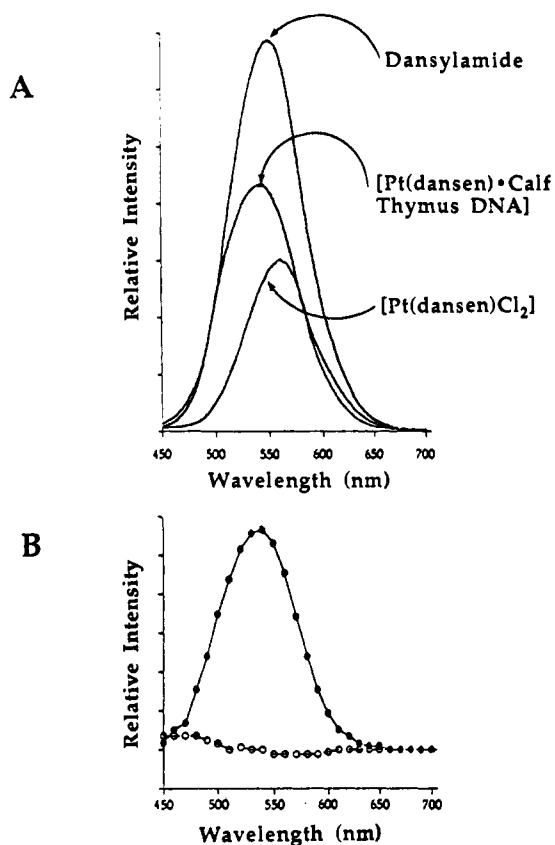 A
Dansylamide
[Pt(dansen)•Calf
Thymus DNA]
[Pt(dansen)Cl₂]
Relative Intensity
450 500 550 600 650 700
Wavelength (nm)
B
Relative Intensity
450 500 550 600 650 700
Wavelength (nm)